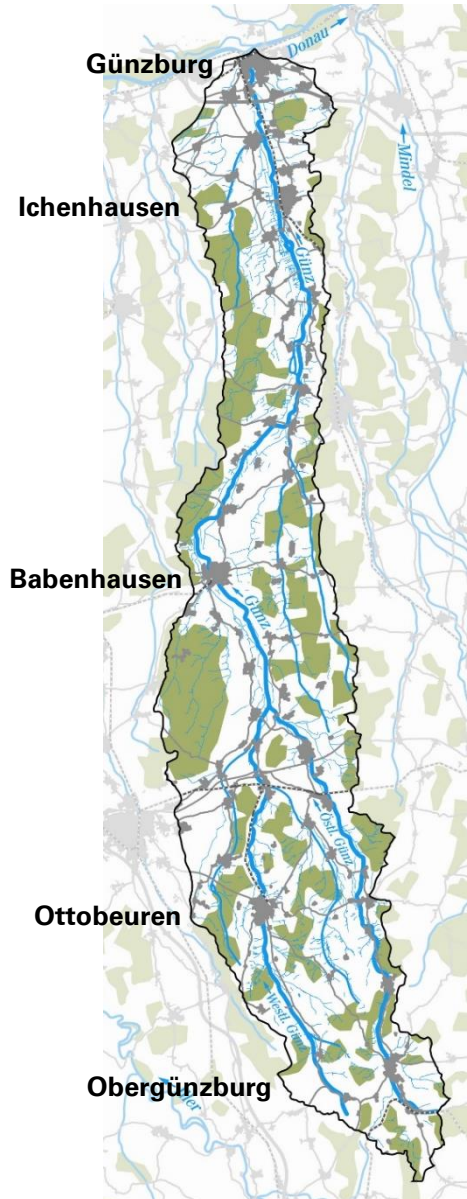 Donau
Günzburg
Mindel
Ichenhausen
Günz
Babenhausen
Günz
Östl. Günz
Ottobeuren
Westl. Günz
Obergünzburg